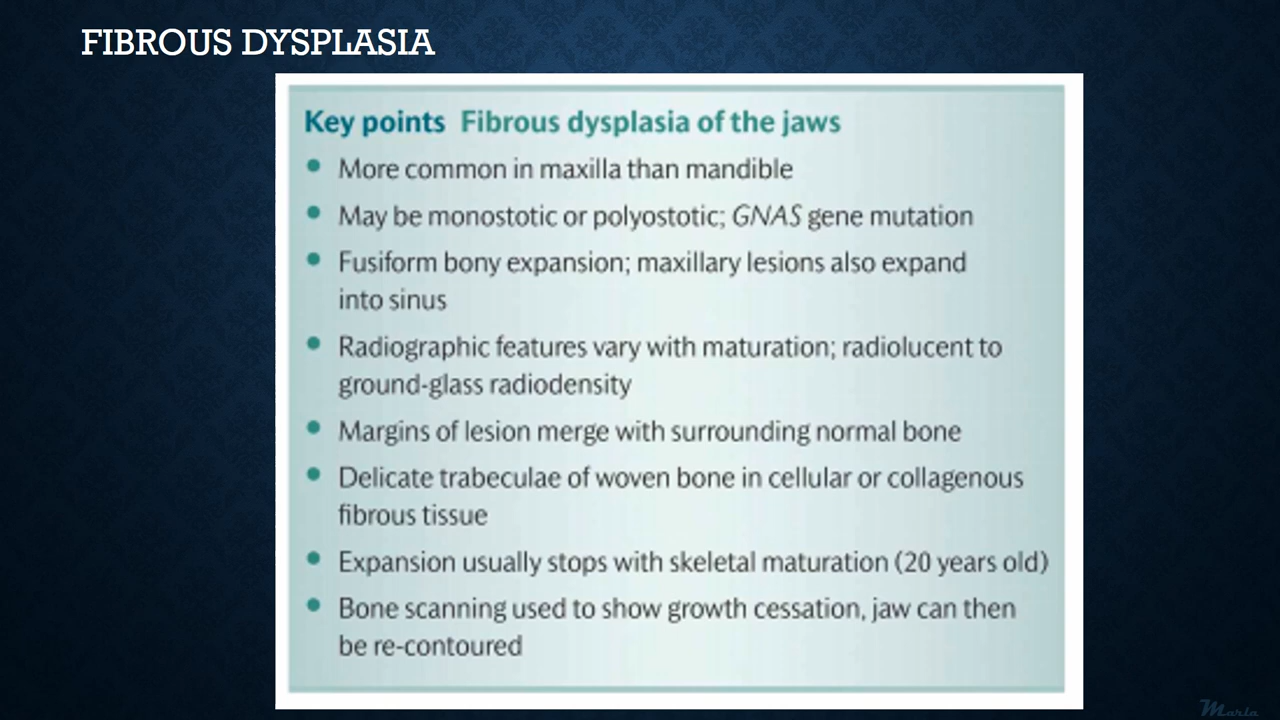 FIBROUS DYSPLASIA
Key points Fibrous dysplasia of the jaws
• More common in maxilla than mandible
• May be monostotic or polyostotic; GNAS gene mutation
• Fusiform bony expansion; maxillary lesions also expand
into sinus
• Radiographic features vary with maturation; radiolucent to
ground-glass radiodensity
• Margins of lesion merge with surrounding normal bone
• Delicate trabeculae of woven bone in cellular or collagenous
fibrous tissue
• Expansion usually stops with skeletal maturation (20 years old)
• Bone scanning used to show growth cessation, jaw can then
be re-contoured
Maria